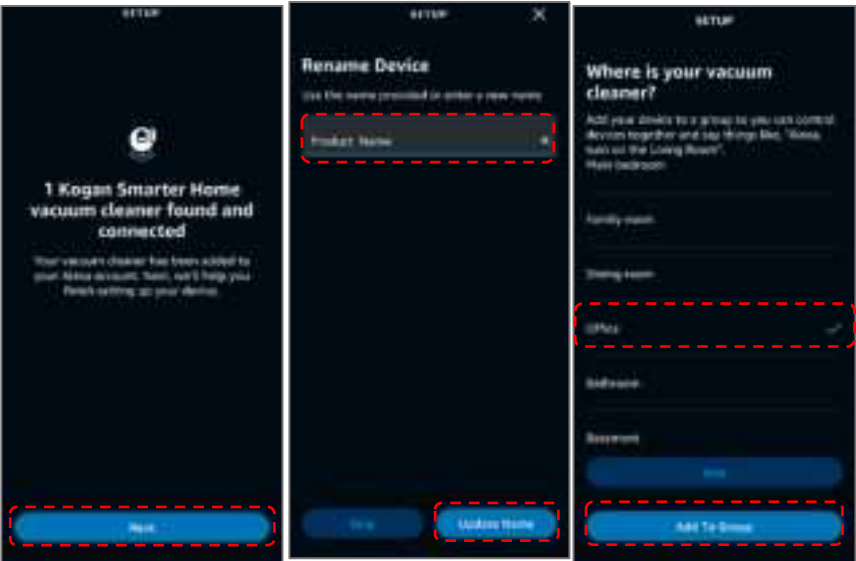 SETUP
1 Kogan Smarter Home
vacuum cleaner found and
connected
Your vacuum cleaner has been added to
your Alexa account. Next, we'll help you
finish setting up your device.
Next
SETUP
Rename Device
Use the name provided or enter a new name
Product Name
Skip
Update Name
SETUP
Where is your vacuum
cleaner?
Add your device to a group so you can control
devices together and say things like, "Alexa,
turn on the Living Room".
Main bedroom
Family room
Dining room
Office
Bathroom
Basement
Skip
Add To Group